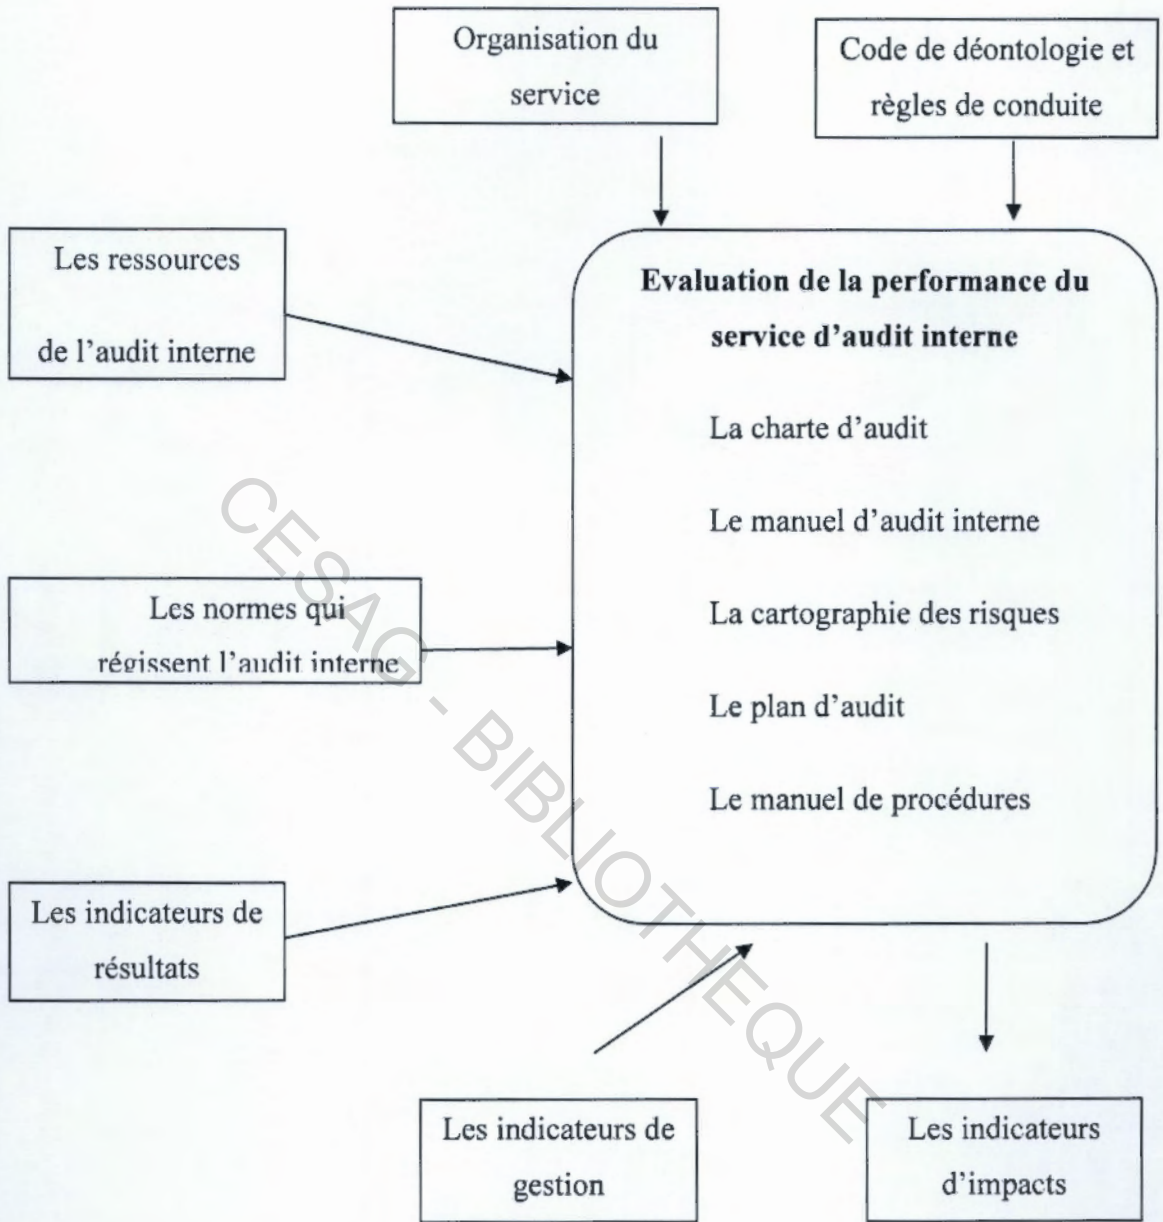 Organisation du
service
Code de déontologie et
règles de conduite
Les ressources
de l'audit interne
Evaluation de la performance du
service d'audit interne
La charte d'audit
Le manuel d'audit interne
La cartographie des risques
Le plan d'audit
Le manuel de procédures
Les normes qui
régissent l'audit interne
Les indicateurs de
résultats
Les indicateurs de
gestion
Les indicateurs
d'impacts
CESAG - BIBLIOTHEQUE